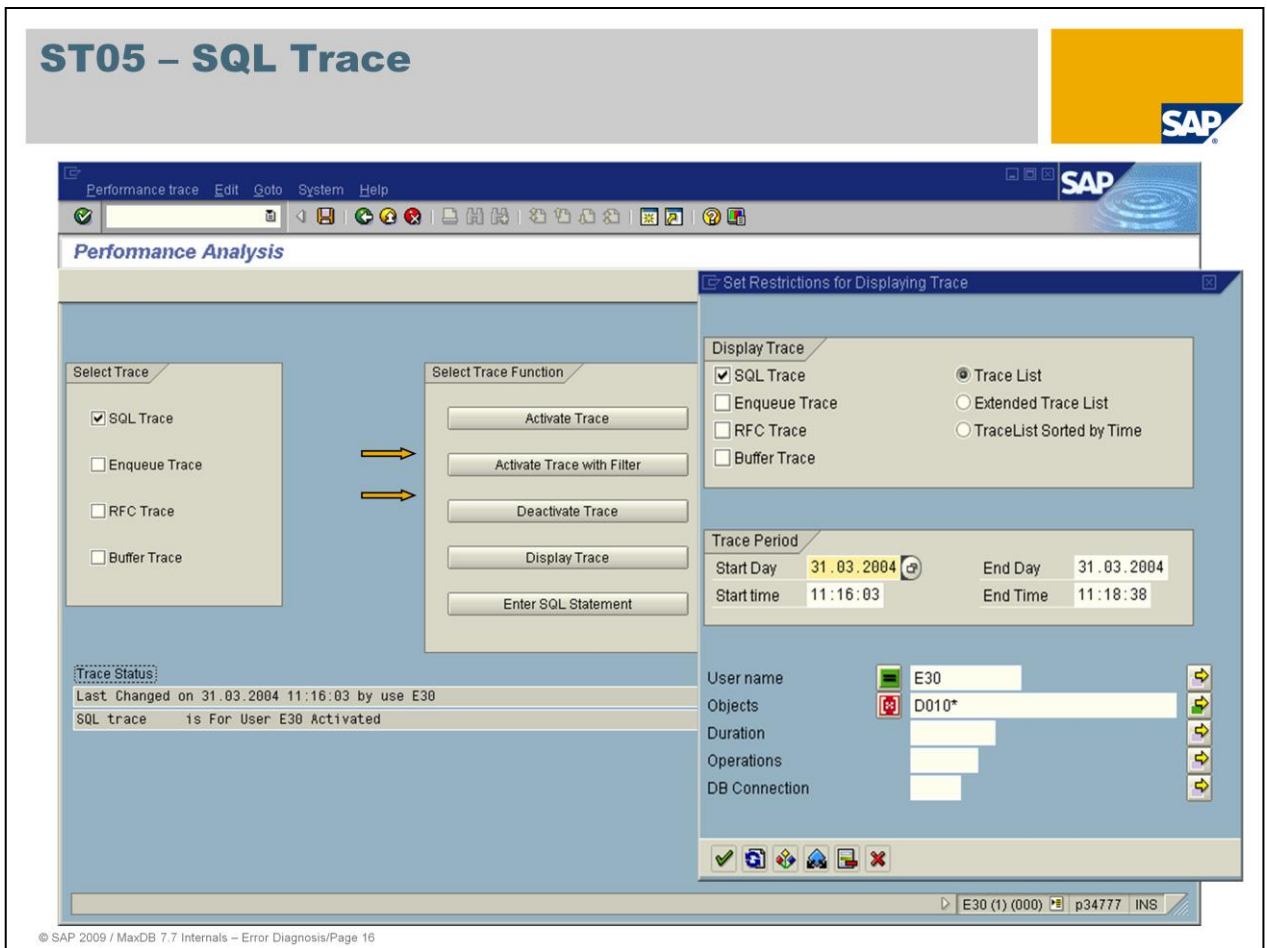 ST05 – SQL Trace
SAP
Performance trace Edit Goto System Help
SAP
Performance Analysis
Select Trace
SQL Trace
Enqueue Trace
RFC Trace
Buffer Trace
Select Trace Function
Activate Trace
Activate Trace with Filter
Deactivate Trace
Display Trace
Enter SQL Statement
Trace Status
Last Changed on 31.03.2004 11:16:03 by use E30
SQL trace is For User E30 Activated
Set Restrictions for Displaying Trace
Display Trace
SQL Trace Trace List
Enqueue Trace Extended Trace List
RFC Trace TraceList Sorted by Time
Buffer Trace
Trace Period
Start Day 31.03.2004 End Day 31.03.2004
Start time 11:16:03 End Time 11:18:38
User name E30
Objects D010*
Duration
Operations
DB Connection
E30 (1) (000) p34777 INS
© SAP 2009 / MaxDB 7.7 Internals – Error Diagnosis/Page 16